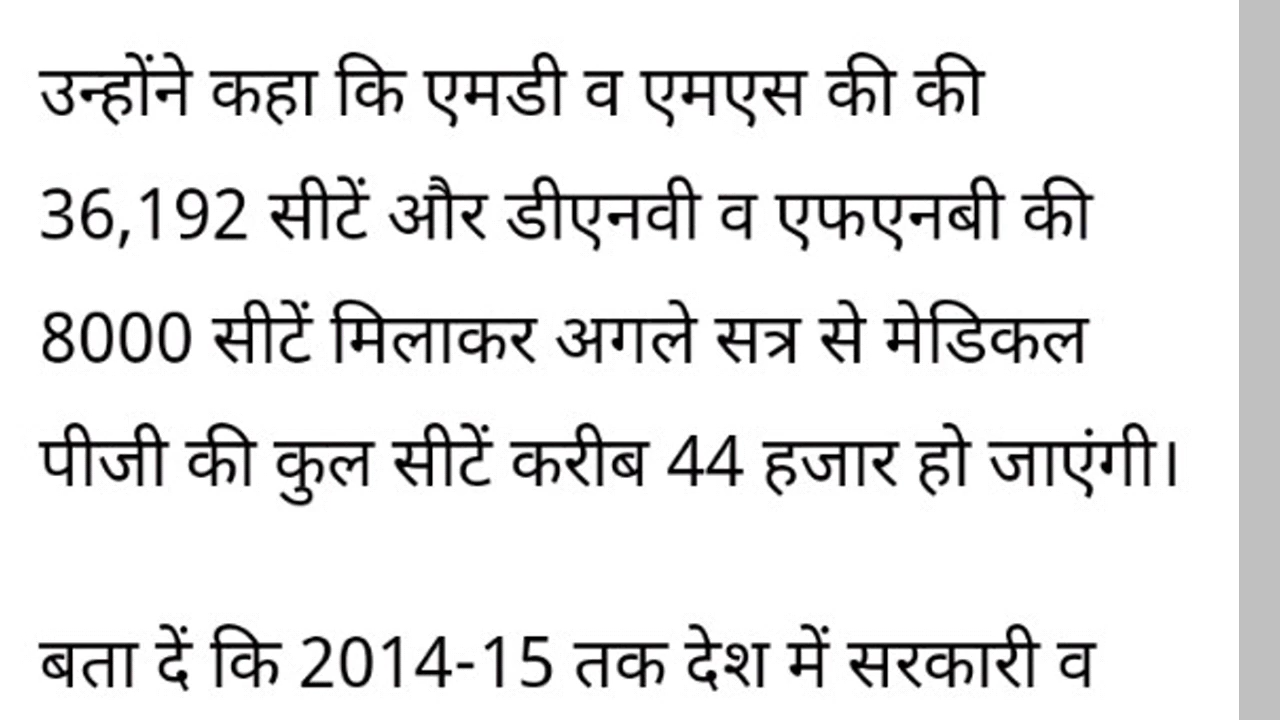 उन्होंने कहा कि एमडी व एमएस की की
36,192 सीटें और डीएनवी व एफएनबी की
8000 सीटें मिलाकर अगले सत्र से मेडिकल
पीजी की कुल सीटें करीब 44 हजार हो जाएंगी।
बता दें कि 2014-15 तक देश में सरकारी व